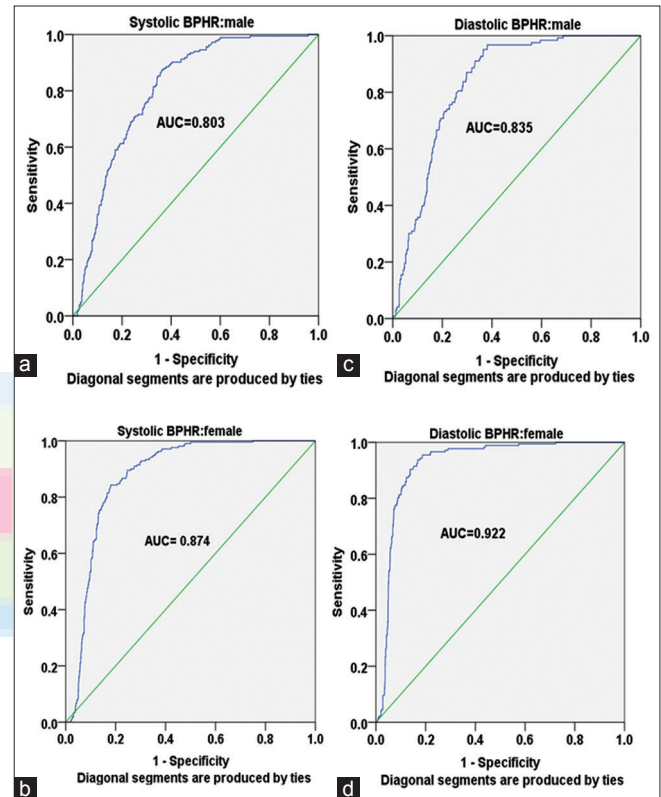 Systolic BPHR:male
1.0
0.8
0.6
0.4
0.2
0.0
Sensitivity
AUC=0.803
0.0 0.2 0.4 0.6 0.8 1.0
1 - Specificity
Diagonal segments are produced by ties
a
Diastolic BPHR:male
1.0
0.8
0.6
0.4
0.2
0.0
Sensitivity
AUC=0.835
0.0 0.2 0.4 0.6 0.8 1.0
1 - Specificity
Diagonal segments are produced by ties
c
Systolic BPHR:female
1.0
0.8
0.6
0.4
0.2
0.0
Sensitivity
AUC= 0.874
0.0 0.2 0.4 0.6 0.8 1.0
1 - Specificity
Diagonal segments are produced by ties
b
Diastolic BPHR:female
1.0
0.8
0.6
0.4
0.2
0.0
Sensitivity
AUC=0.922
0.0 0.2 0.4 0.6 0.8 1.0
1 - Specificity
Diagonal segments are produced by ties
d